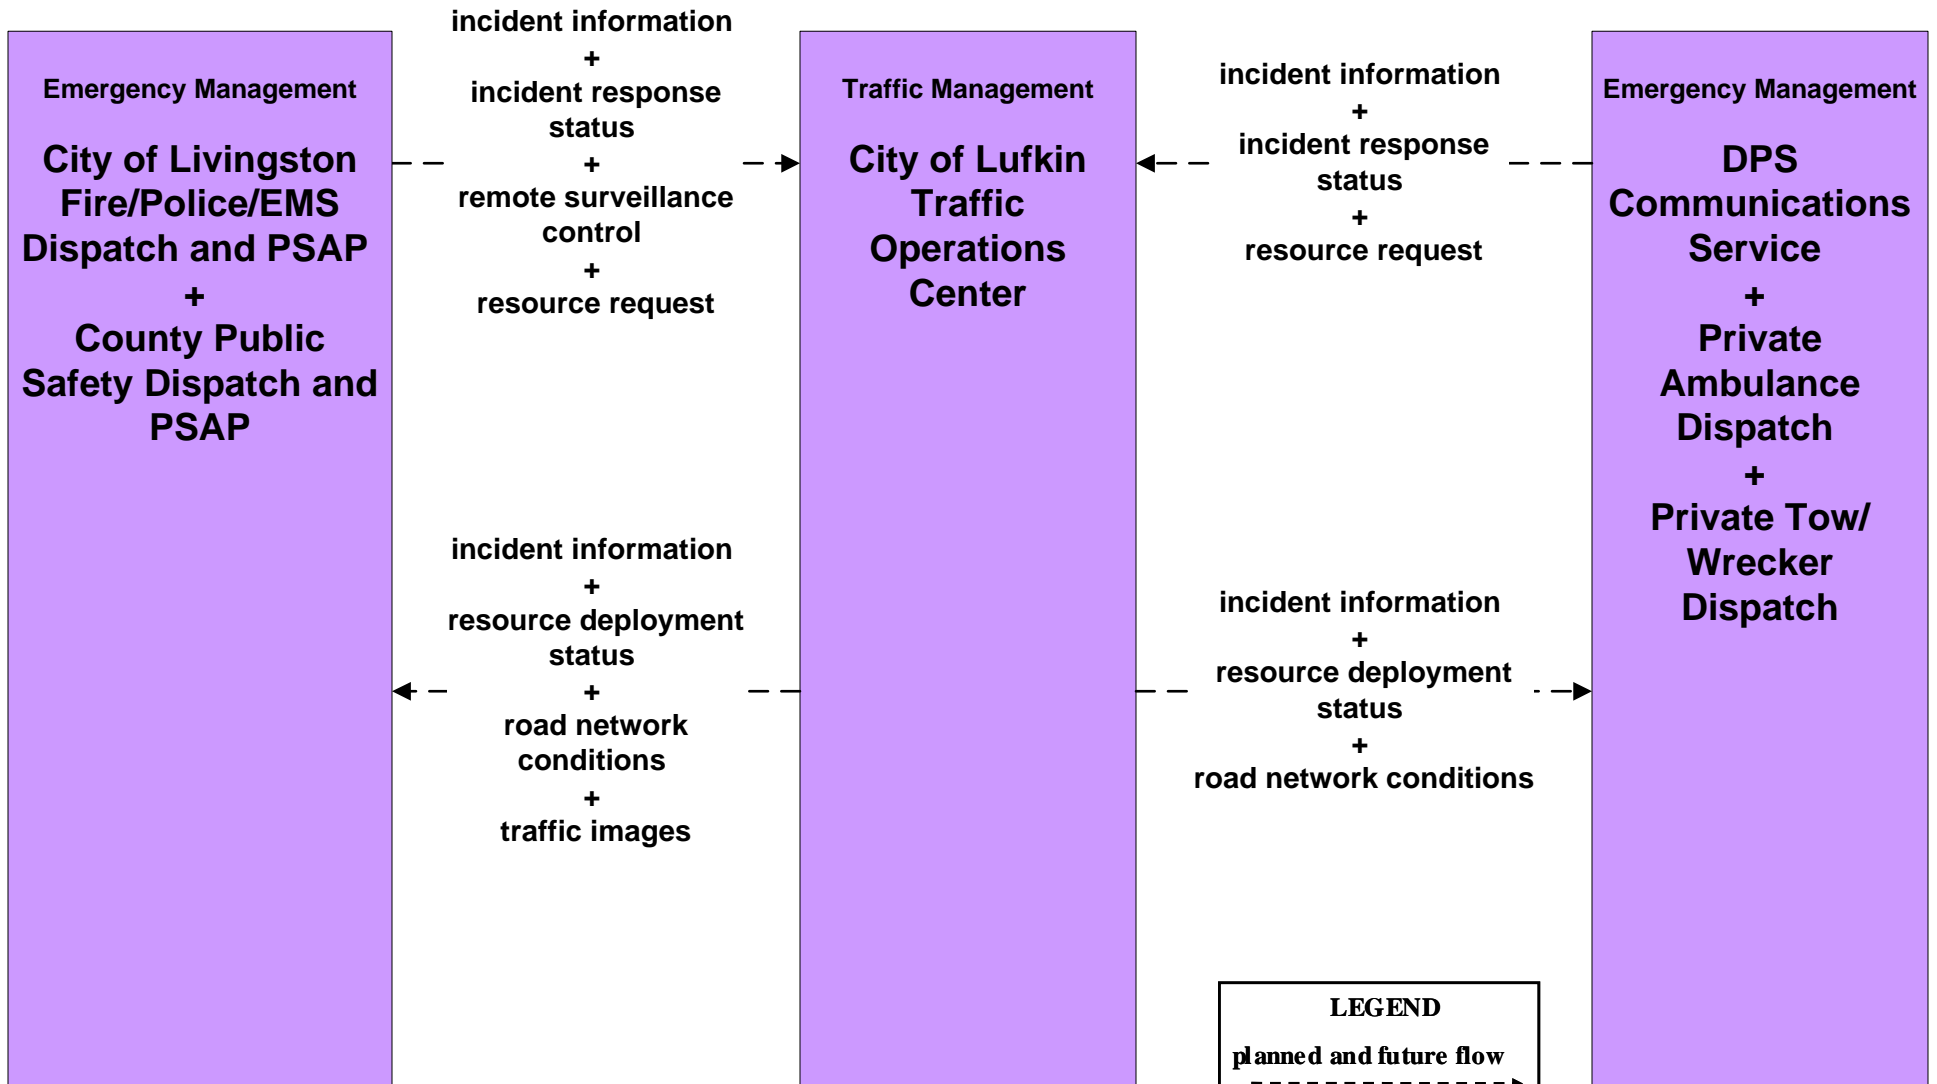 Emergency Management
City of Livingston
Fire/Police/EMS
Dispatch and PSAP
+
County Public
Safety Dispatch and
PSAP
incident information
+
incident response
status
+
remote surveillance
control
+
resource request
incident information
+
resource deployment
status
+
road network
conditions
+
traffic images
Traffic Management
City of Lufkin
Traffic
Operations
Center
incident information
+
incident response
status
+
resource request
incident information
+
resource deployment
status
+
road network conditions
Emergency Management
DPS
Communications
Service
+
Private
Ambulance
Dispatch
+
Private Tow/
Wrecker
Dispatch
LEGEND
planned and future flow